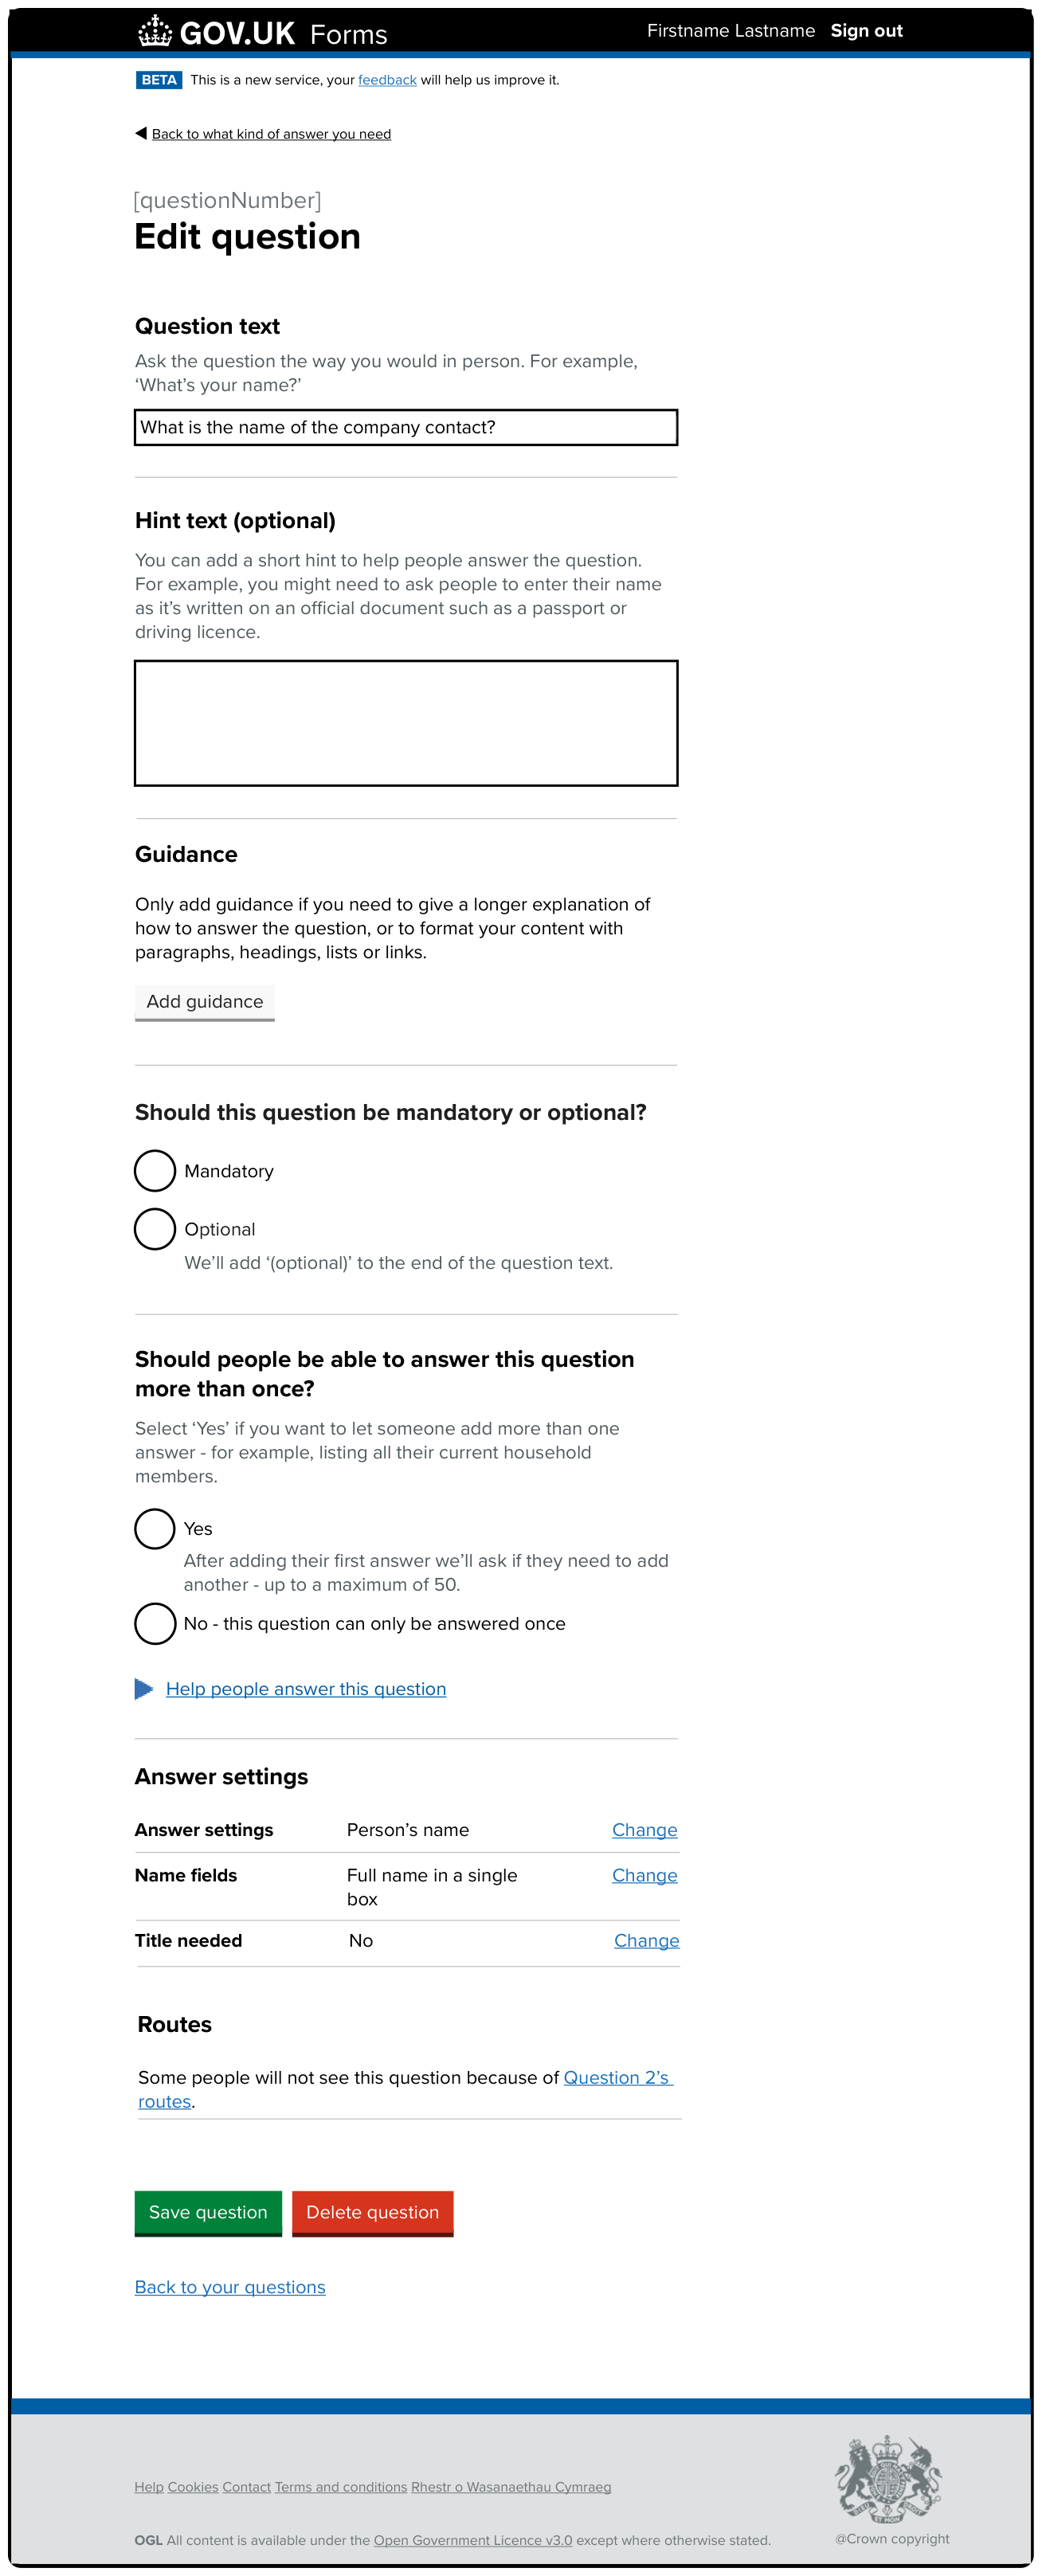 GOV.UK Forms Firstname Lastname Sign out
BETA This is a new service, your feedback will help us improve it.
Back to what kind of answer you need
[questionNumber]
Edit question
Question text
Ask the question the way you would in person. For example,
‘What’s your name?’
What is the name of the company contact?
Hint text (optional)
You can add a short hint to help people answer the question.
For example, you might need to ask people to enter their name
as it’s written on an official document such as a passport or
driving licence.
Guidance
Only add guidance if you need to give a longer explanation of
how to answer the question, or to format your content with
paragraphs, headings, lists or links.
Add guidance
Should this question be mandatory or optional?
Mandatory
Optional
We’ll add ‘(optional)’ to the end of the question text.
Should people be able to answer this question
more than once?
Select ‘Yes’ if you want to let someone add more than one
answer - for example, listing all their current household
members.
Yes
After adding their first answer we’ll ask if they need to add
another - up to a maximum of 50.
No - this question can only be answered once
Help people answer this question
Answer settings
Answer settings Person’s name Change
Name fields Full name in a single Change
box
Title needed No Change
Routes
Some people will not see this question because of Question 2’s
routes.
Save question Delete question
Back to your questions
Help Cookies Contact Terms and conditions Rhestr o Wasanaethau Cymraeg
OGL All content is available under the Open Government Licence v3.0 except where otherwise stated.
@Crown copyright